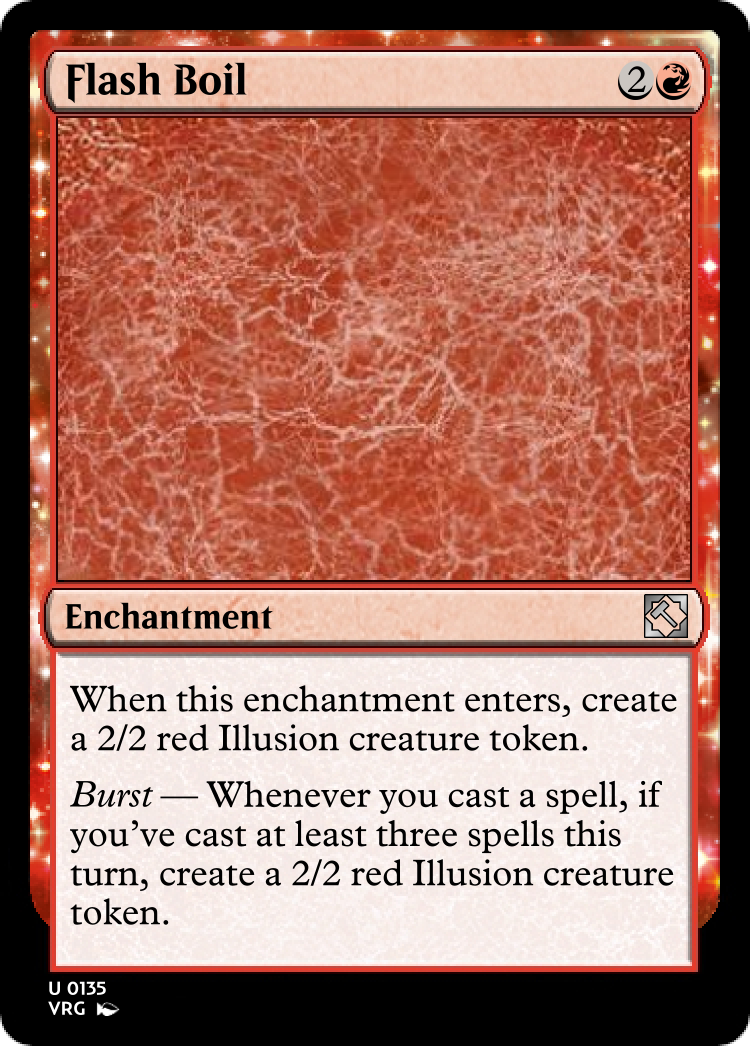 Flash Boil 2
Enchantment
When this enchantment enters, create
a 2/2 red Illusion creature token.
Burst — Whenever you cast a spell, if
you’ve cast at least three spells this
turn, create a 2/2 red Illusion creature
token.
U 0135
VRG